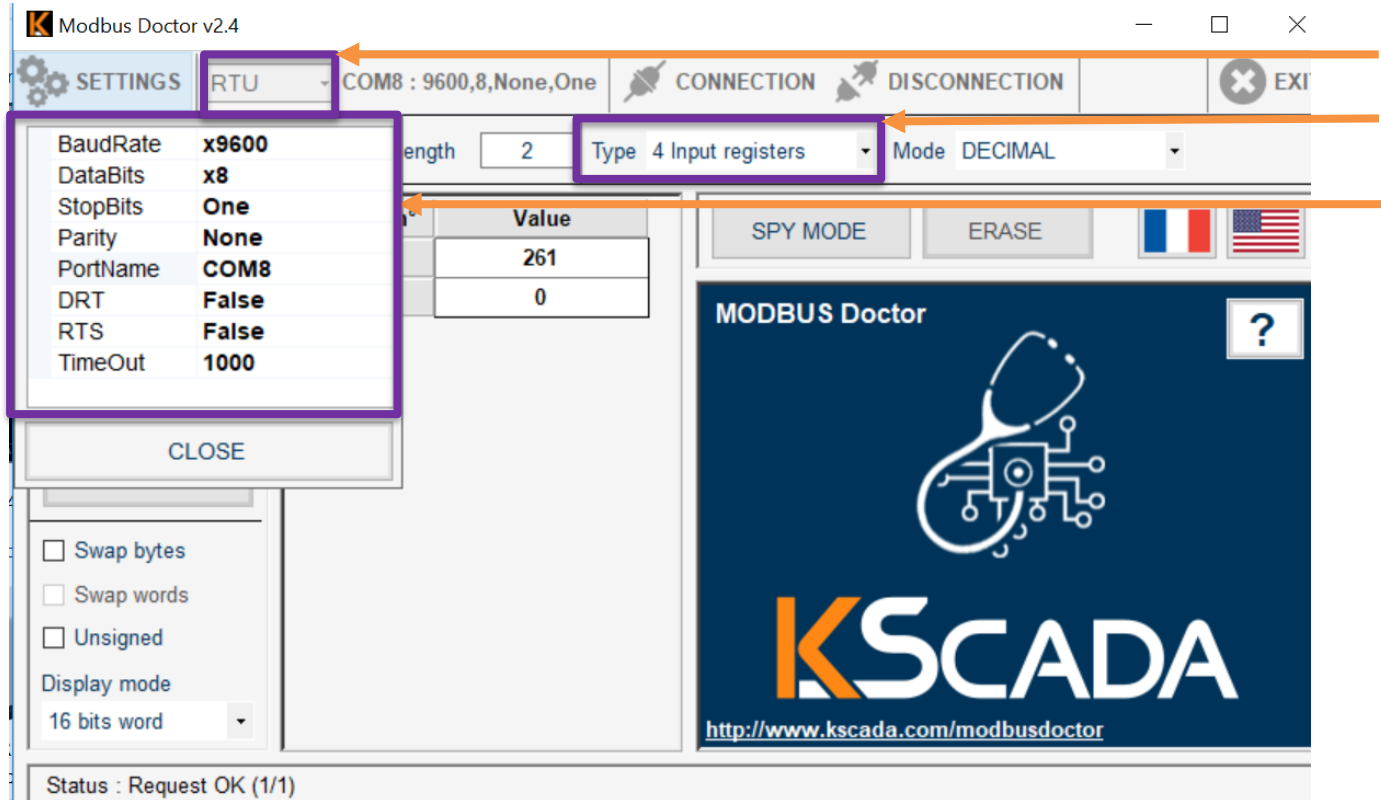 Modbus Doctor v2.4
SETTINGS RTU COM8 : 9600,8,None,One CONNECTION DISCONNECTION EXI
BaudRate x9600
DataBits x8
StopBits One
Parity None
PortName COM8
DRT False
RTS False
TimeOut 1000
CLOSE
ength 2 Type 4 Input registers Mode DECIMAL
n° Value
261
0
SPY MODE ERASE
MODBUS Doctor
?
KSCADA
http://www.kscada.com/modbusdoctor
Swap bytes
Swap words
Unsigned
Display mode
16 bits word
Status : Request OK (1/1)